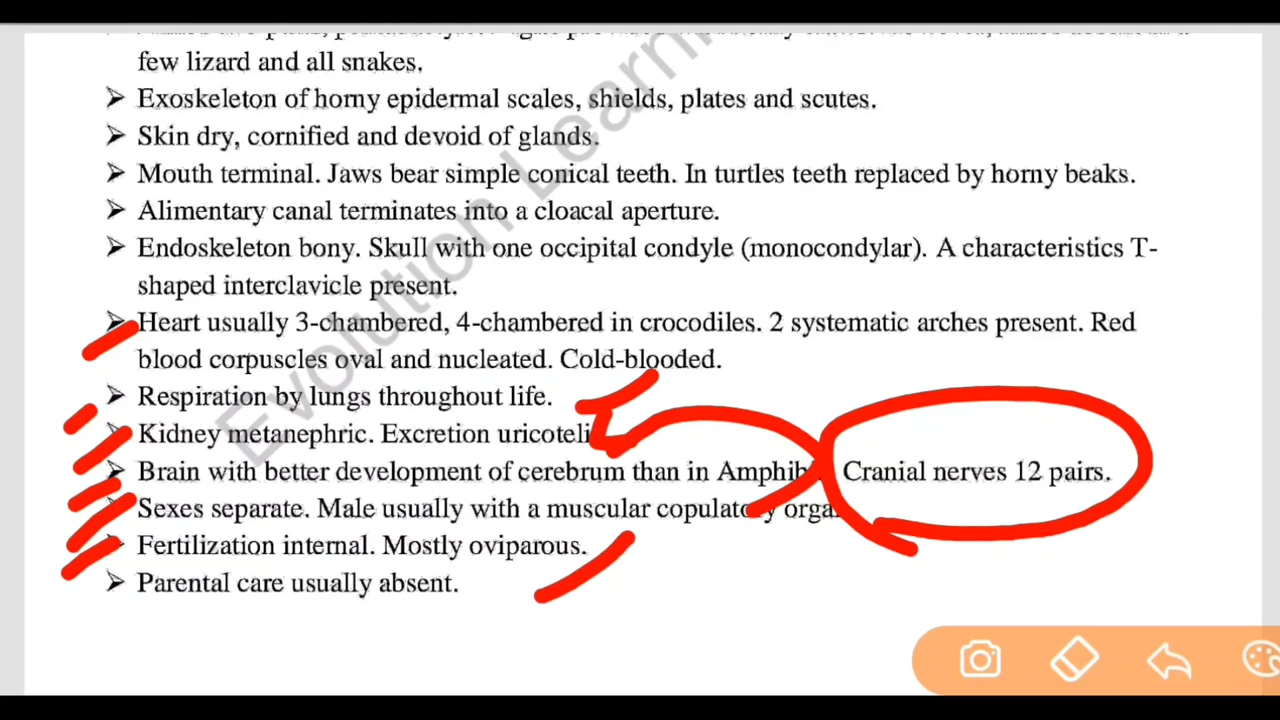 few lizard and all snakes.
➤ Exoskeleton of horny epidermal scales, shields, plates and scutes.
➤ Skin dry, cornified and devoid of glands.
➤ Mouth terminal. Jaws bear simple conical teeth. In turtles teeth replaced by horny beaks.
➤ Alimentary canal terminates into a cloacal aperture.
➤ Endoskeleton bony. Skull with one occipital condyle (monocondylar). A characteristics T-
shaped interclavicle present.
➤ Heart usually 3-chambered, 4-chambered in crocodiles. 2 systematic arches present. Red
blood corpuscles oval and nucleated. Cold-blooded.
➤ Respiration by lungs throughout life.
➤ Kidney metanephric. Excretion uricoteli
➤ Brain with better development of cerebrum than in Amphib Cranial nerves 12 pairs.
➤ Sexes separate. Male usually with a muscular copulatory orga
➤ Fertilization internal. Mostly oviparous.
➤ Parental care usually absent.
Evolution Learn